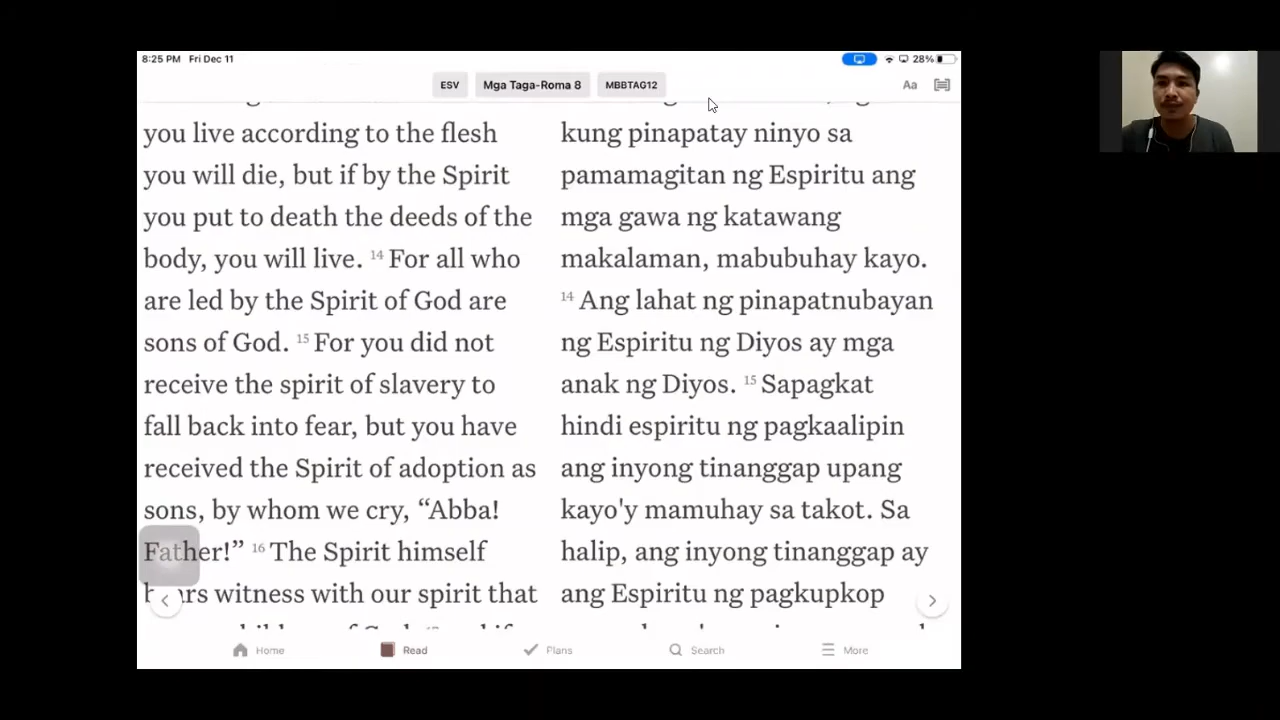 8:25 PM Fri Dec 11
28%
ESV
Mga Taga-Roma 8
MBBTAG12
Aa
you live according to the flesh
you will die, but if by the Spirit
you put to death the deeds of the
body, you will live. 14 For all who
are led by the Spirit of God are
sons of God. 15 For you did not
receive the spirit of slavery to
fall back into fear, but you have
received the Spirit of adoption as
sons, by whom we cry, “Abba!
Father!” 16 The Spirit himself
witness with our spirit that
kung pinapatay ninyo sa
pamamagitan ng Espiritu ang
mga gawa ng katawang
makalaman, mabubuhay kayo.
14 Ang lahat ng pinapatnubayan
ng Espiritu ng Diyos ay mga
anak ng Diyos. 15 Sapagkat
hindi espiritu ng pagkaalipin
ang inyong tinanggap upang
kayo'y mamuhay sa takot. Sa
halip, ang inyong tinanggap ay
ang Espiritu ng pagkupkop
Home
Read
Plans
Search
More